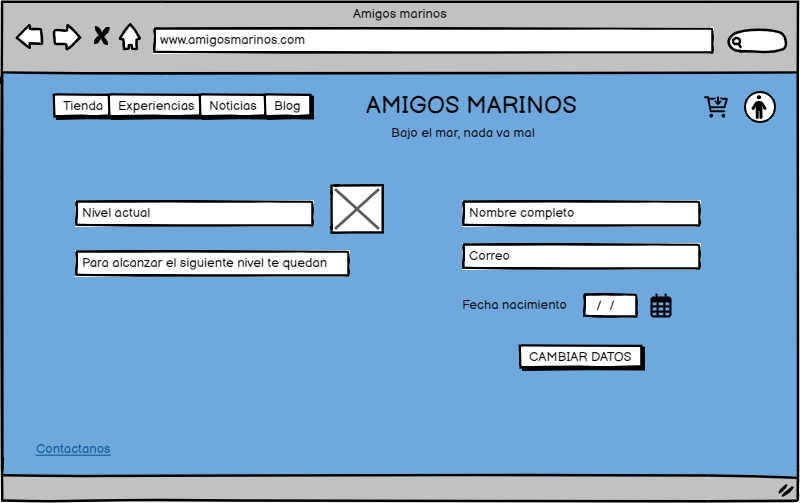 Amigos marinos
www.amigosmarinos.com
Tienda Experiencias Noticias Blog
AMIGOS MARINOS
Bajo el mar, nada va mal
Nivel actual
Para alcanzar el siguiente nivel te quedan
Nombre completo
Correo
Fecha nacimiento / /
CAMBIAR DATOS
Contactanos